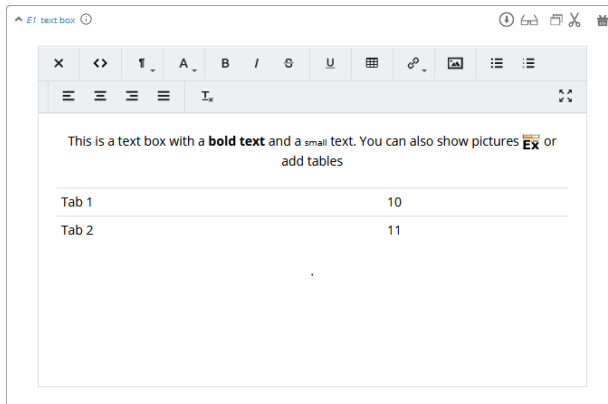 E1 text box
This is a text box with a bold text and a small text. You can also show pictures Ex or
add tables
Tab 1 10
Tab 2 11
.